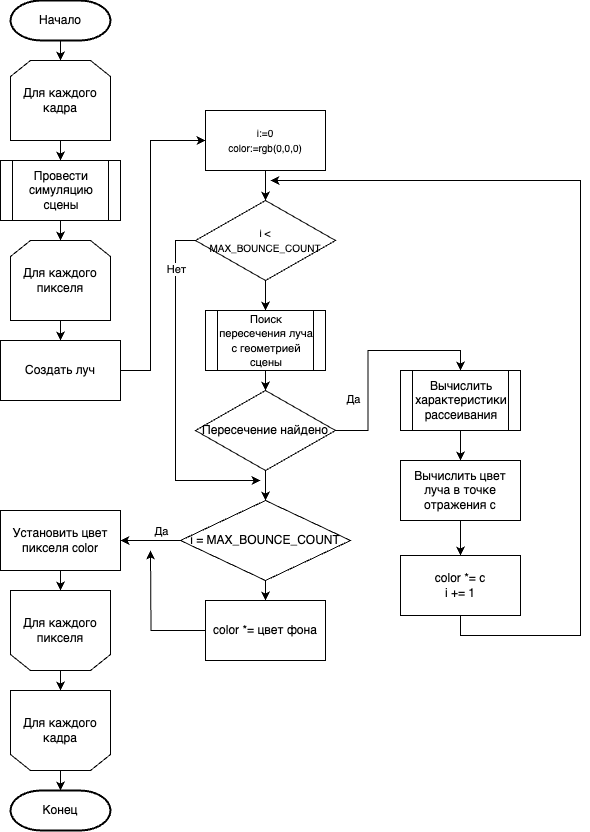 Начало
Для каждого
кадра
Провести
симуляцию
сцены
Для каждого
пикселя
Создать луч
i:=0
color:=rgb(0,0,0)
i <
MAX_BOUNCE_COUNT
Нет
Поиск
пересечения луча
с геометрией
сцены
Пересечение найдено
Да
Вычислить
характеристики
рассеивания
Вычислить цвет
луча в точке
отражения c
color *= c
i += 1
i = MAX_BOUNCE_COUNT
Да
color *= цвет фона
Установить цвет
пикселя color
Для каждого
пикселя
Для каждого
кадра
Конец